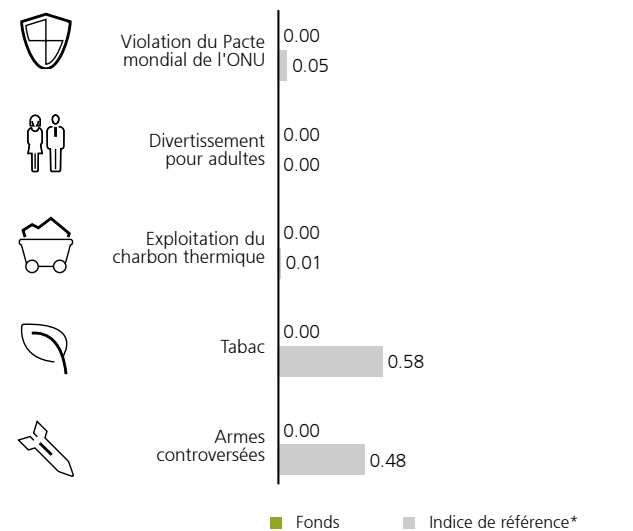 Violation du Pacte
mondial de l'ONU
0.00
0.05
Divertissement
pour adultes
0.00
0.00
Exploitation du
charbon thermique
0.00
0.01
Tabac
0.00
0.58
Armes
controversées
0.00
0.48
Fonds
Indice de référence*